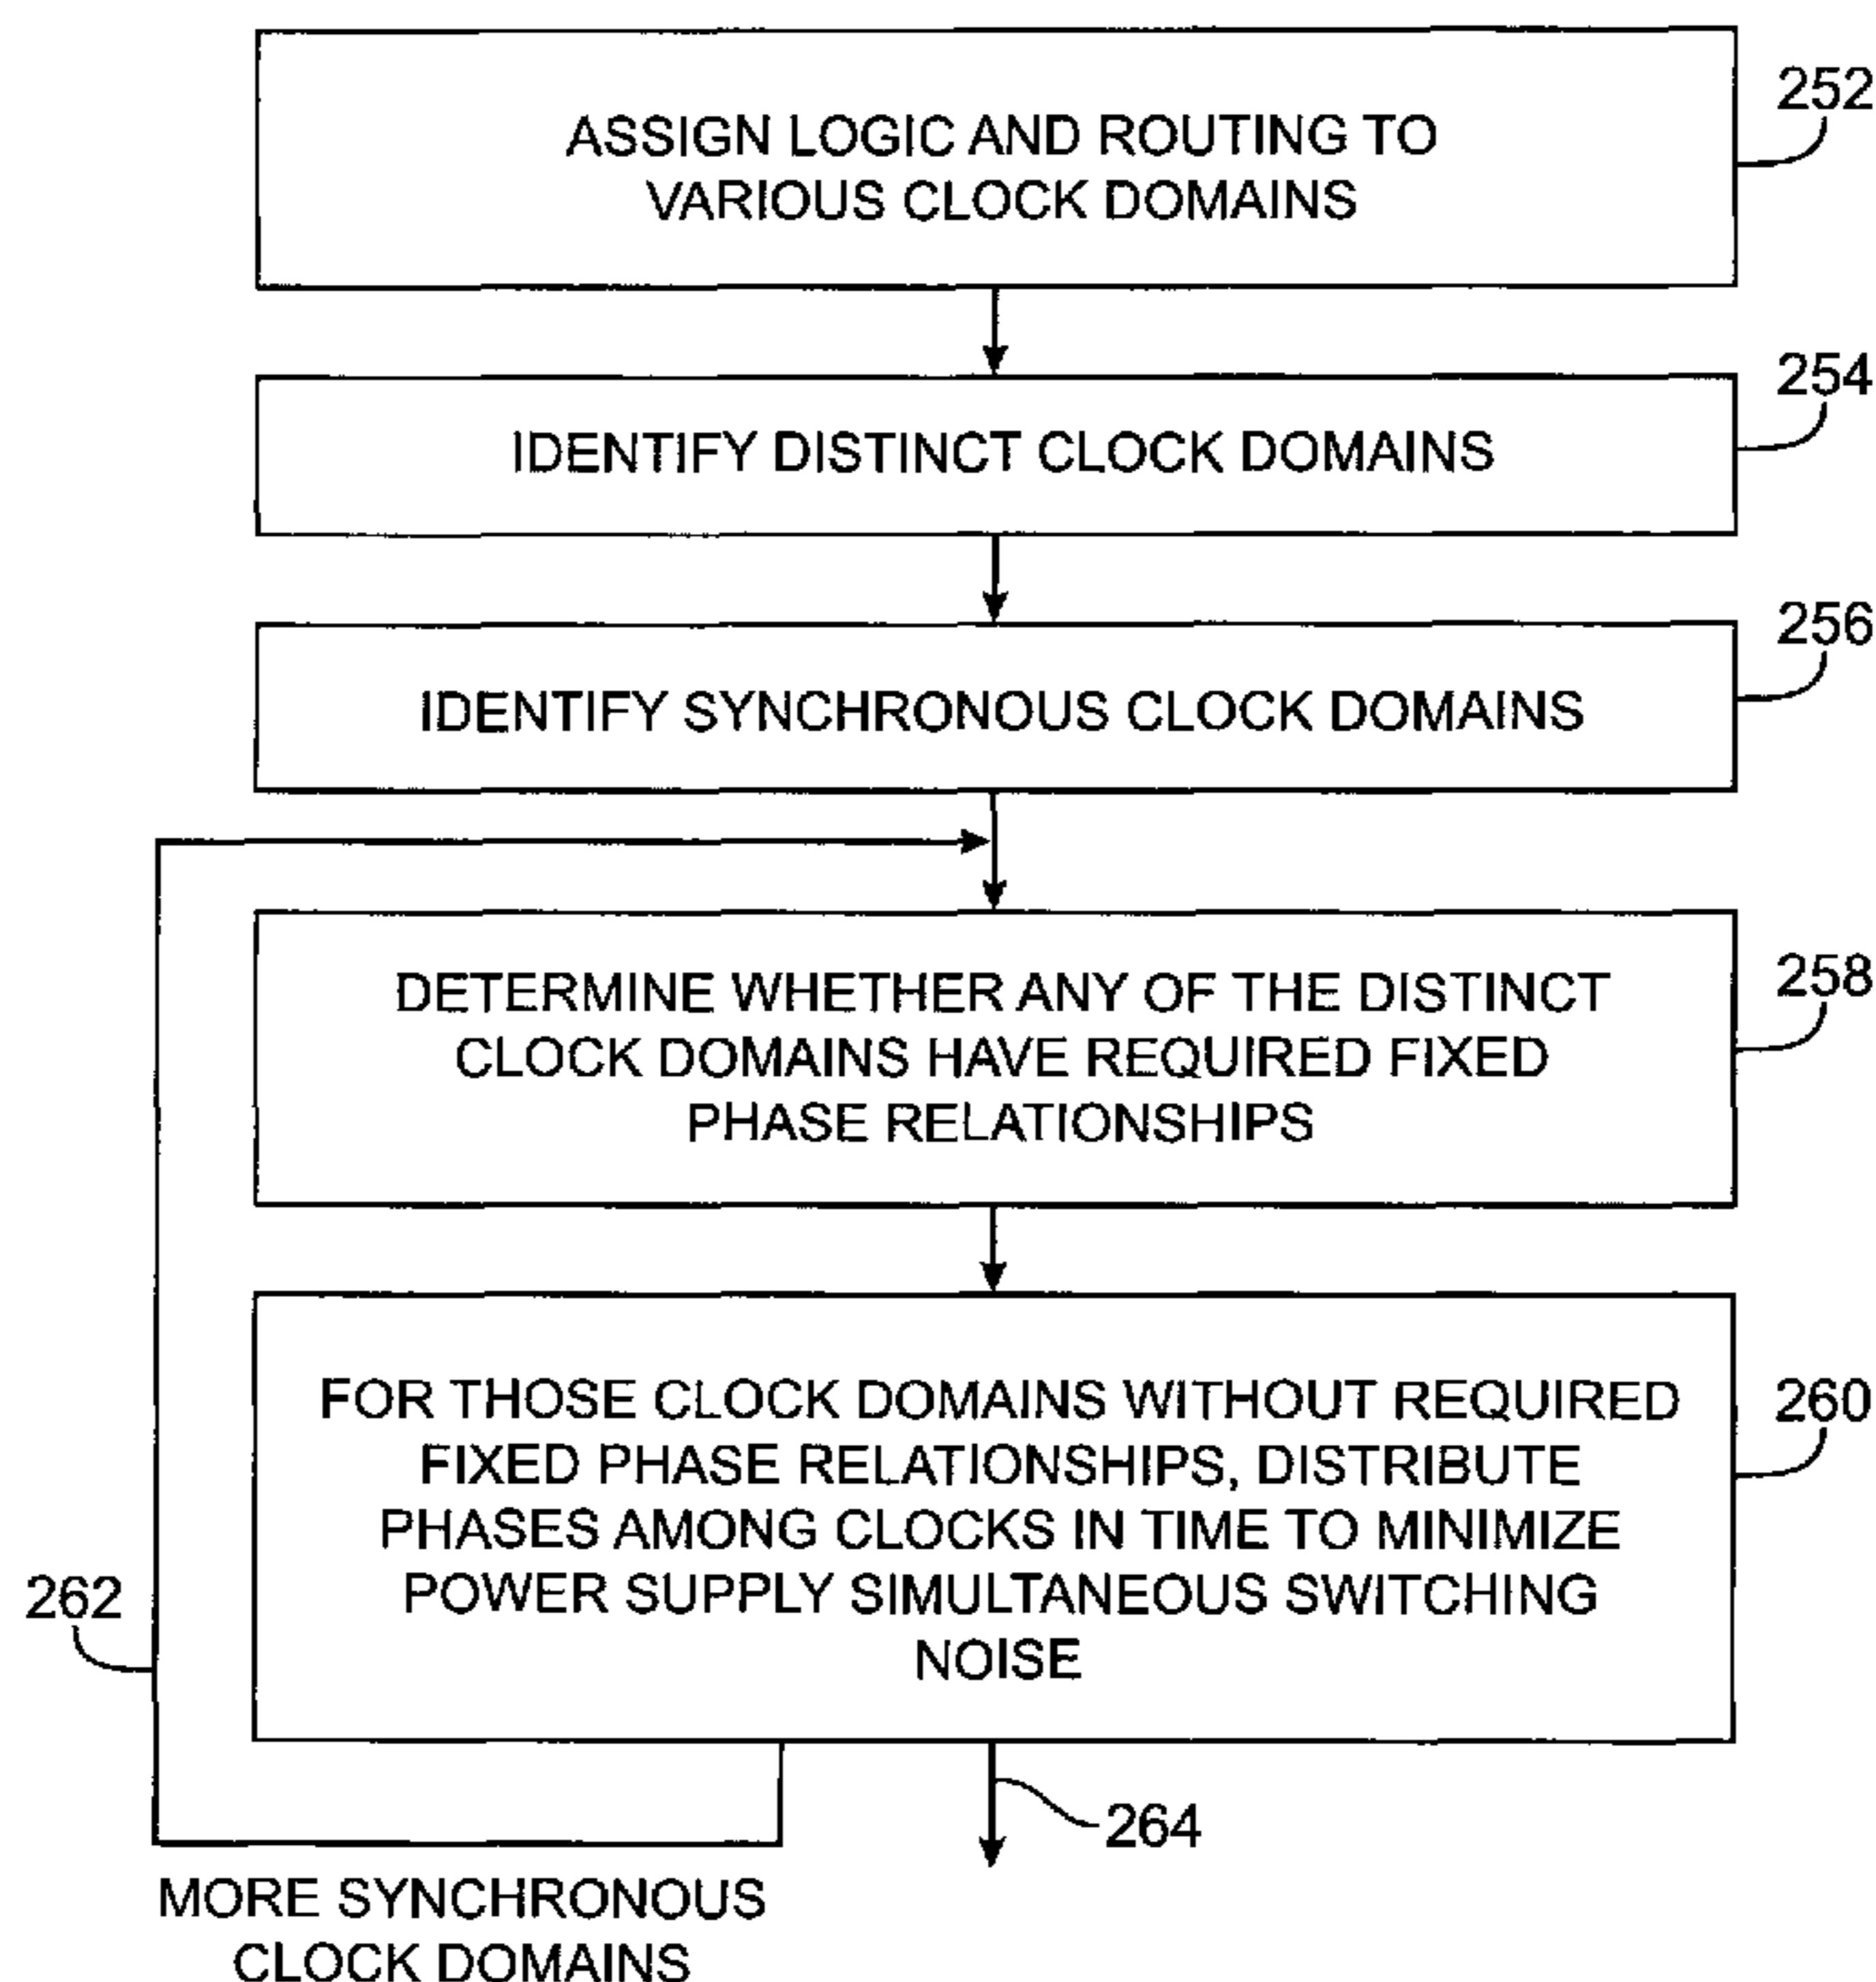 ASSIGN LOGIC AND ROUTING TO
VARIOUS CLOCK DOMAINS
252
IDENTIFY DISTINCT CLOCK DOMAINS
254
IDENTIFY SYNCHRONOUS CLOCK DOMAINS
256
DETERMINE WHETHER ANY OF THE DISTINCT
CLOCK DOMAINS HAVE REQUIRED FIXED
PHASE RELATIONSHIPS
258
FOR THOSE CLOCK DOMAINS WITHOUT REQUIRED
FIXED PHASE RELATIONSHIPS, DISTRIBUTE
PHASES AMONG CLOCKS IN TIME TO MINIMIZE
POWER SUPPLY SIMULTANEOUS SWITCHING
NOISE
260
262
264
MORE SYNCHRONOUS
CLOCK DOMAINS